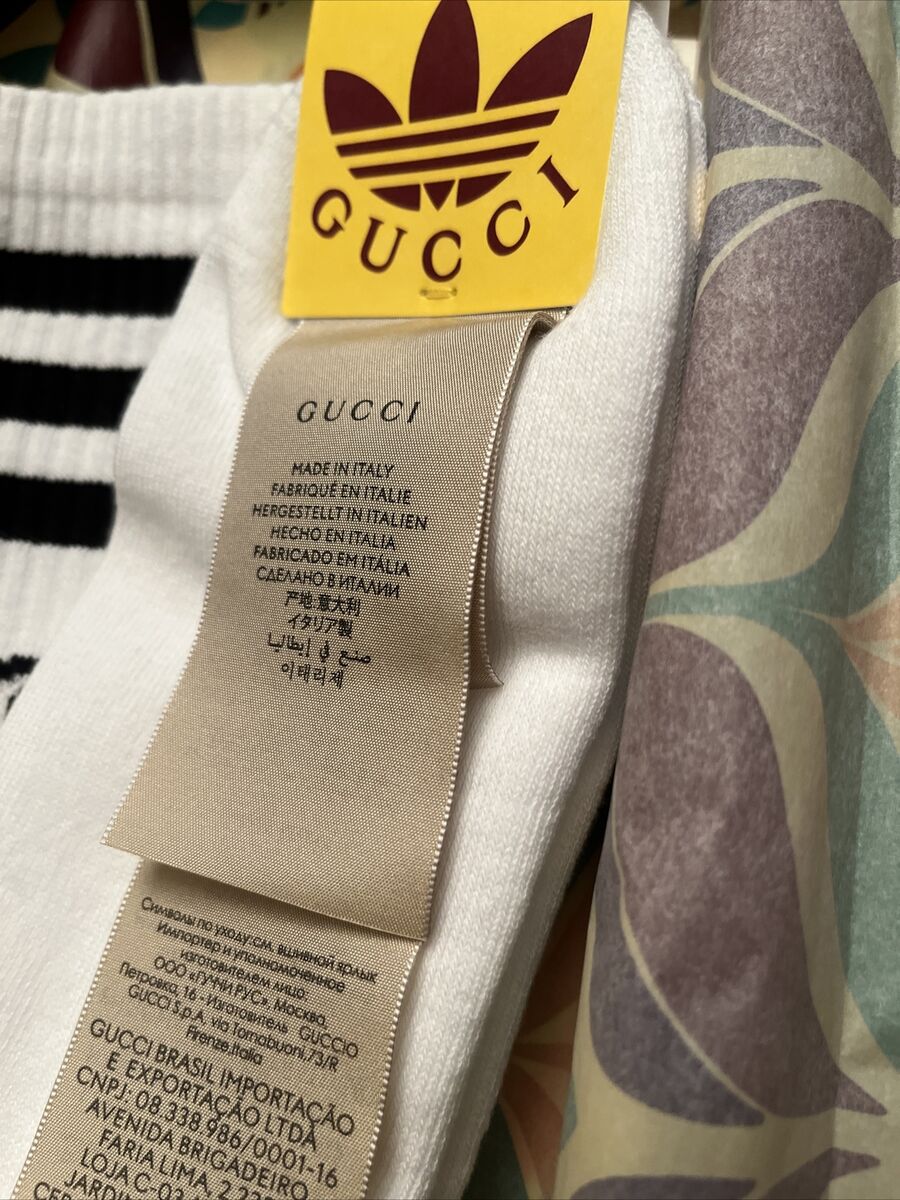 GUCCI
GUCCI
MADE IN ITALY
FABRIQUÉ EN ITALIE
HERGESTELLT IN ITALIEN
HECHO EN ITALIA
FABRICADO EM ITÁLIA
СДЕЛАНО В ИТАЛИИ
产地 意大利
イタリア製
صنع في إيطاليا
이태리제
Символы по уходу см. вшивной ярлык
Импортер и уполномоченное
изготовителем лицо:
ООО «ГУЧЧИ РУС», Москва,
Петровка, 16 - Изготовитель GUCCIO
GUCCI S.p.A. via Tornabuoni,73/R
Firenze,Italia
GUCCI BRASIL IMPORTAÇÃO
E EXPORTAÇÃO LTDA
CNPJ: 08.338.986/0001-16
AVENIDA BRIGADEIRO
FARIA LIMA,
LOJA C-03